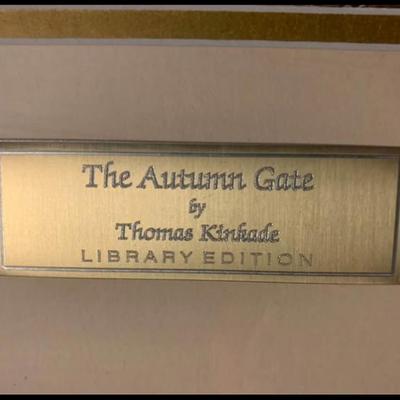 The Autumn Gate
by
Thomas Kinkade
LIBRARY EDITION